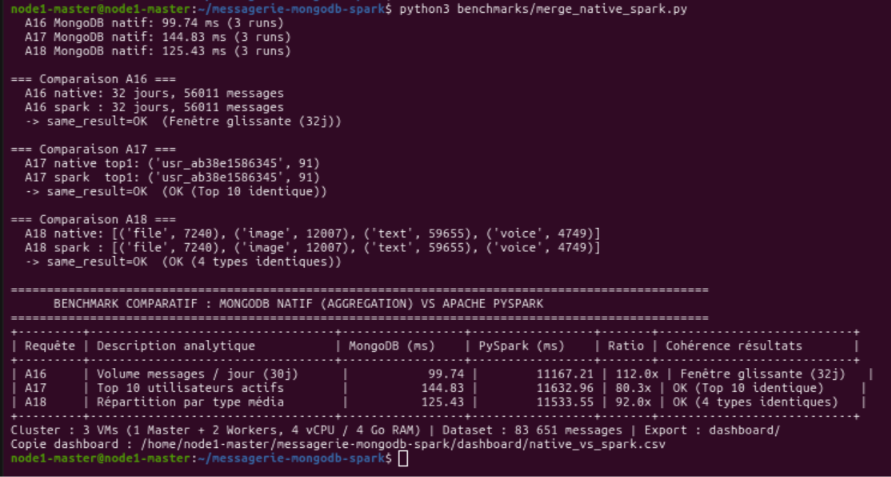 node1-master@node1-master:~/messagerie-mongodb-spark$ python3 benchmarks/merge_native_spark.py
A16 MongoDB natif: 99.74 ms (3 runs)
A17 MongoDB natif: 144.83 ms (3 runs)
A18 MongoDB natif: 125.43 ms (3 runs)
=== Comparaison A16 ===
A16 native: 32 jours, 56011 messages
A16 spark : 32 jours, 56011 messages
-> same_result=OK  (Fenêtre glissante (32j))
=== Comparaison A17 ===
A17 native top1: ('usr_ab38e1586345', 91)
A17 spark  top1: ('usr_ab38e1586345', 91)
-> same_result=OK  (OK (Top 10 identique))
=== Comparaison A18 ===
A18 native: [('file', 7240), ('image', 12007), ('text', 59655), ('voice', 4749)]
A18 spark : [('file', 7240), ('image', 12007), ('text', 59655), ('voice', 4749)]
-> same_result=OK  (OK (4 types identiques))
BENCHMARK COMPARATIF : MONGODB NATIF (AGGREGATION) VS APACHE PYSPARK
| Requête | Description analytique | MongoDB (ms) | PySpark (ms) | Ratio | Cohérence résultats |
| A16 | Volume messages / jour (30j) | 99.74 | 11167.21 | 112.0x | Fenêtre glissante (32j) |
| A17 | Top 10 utilisateurs actifs | 144.83 | 11632.96 | 80.3x | OK (Top 10 identique) |
| A18 | Répartition par type média | 125.43 | 11533.55 | 92.0x | OK (4 types identiques) |
Cluster : 3 VMs (1 Master + 2 Workers, 4 vCPU / 4 Go RAM) | Dataset : 83 651 messages | Export : dashboard/
Copie dashboard : /home/node1-master/messagerie-mongodb-spark/dashboard/native_vs_spark.csv
node1-master@node1-master:~/messagerie-mongodb-spark$